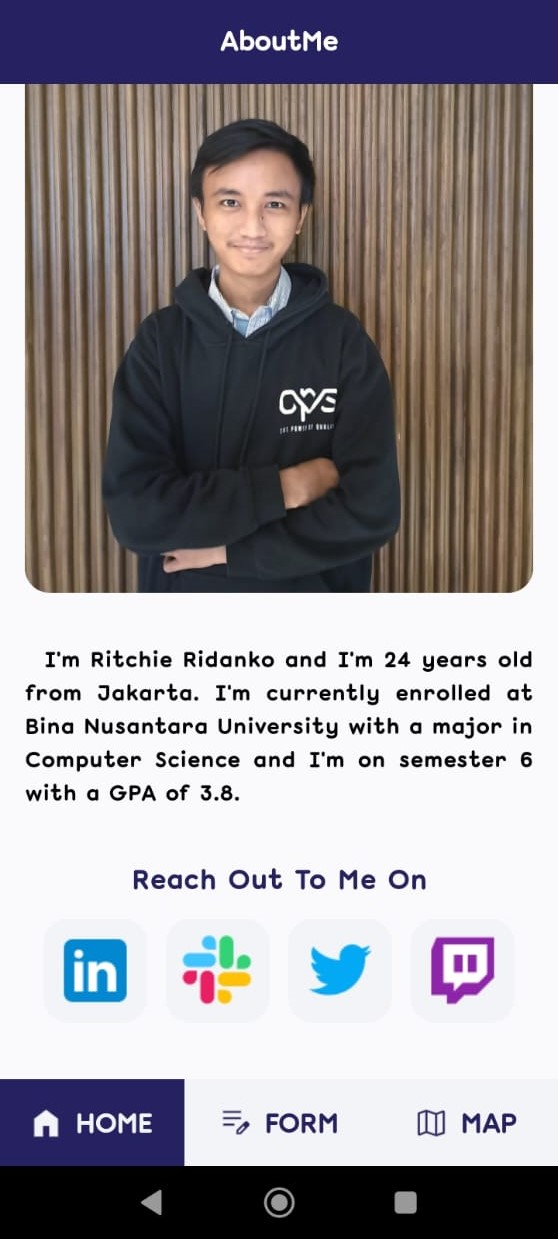 AboutMe
I'm Ritchie Ridanko and I'm 24 years old
from Jakarta. I'm currently enrolled at
Bina Nusantara University with a major in
Computer Science and I'm on semester 6
with a GPA of 3.8.
Reach Out To Me On
in
HOME FORM MAP